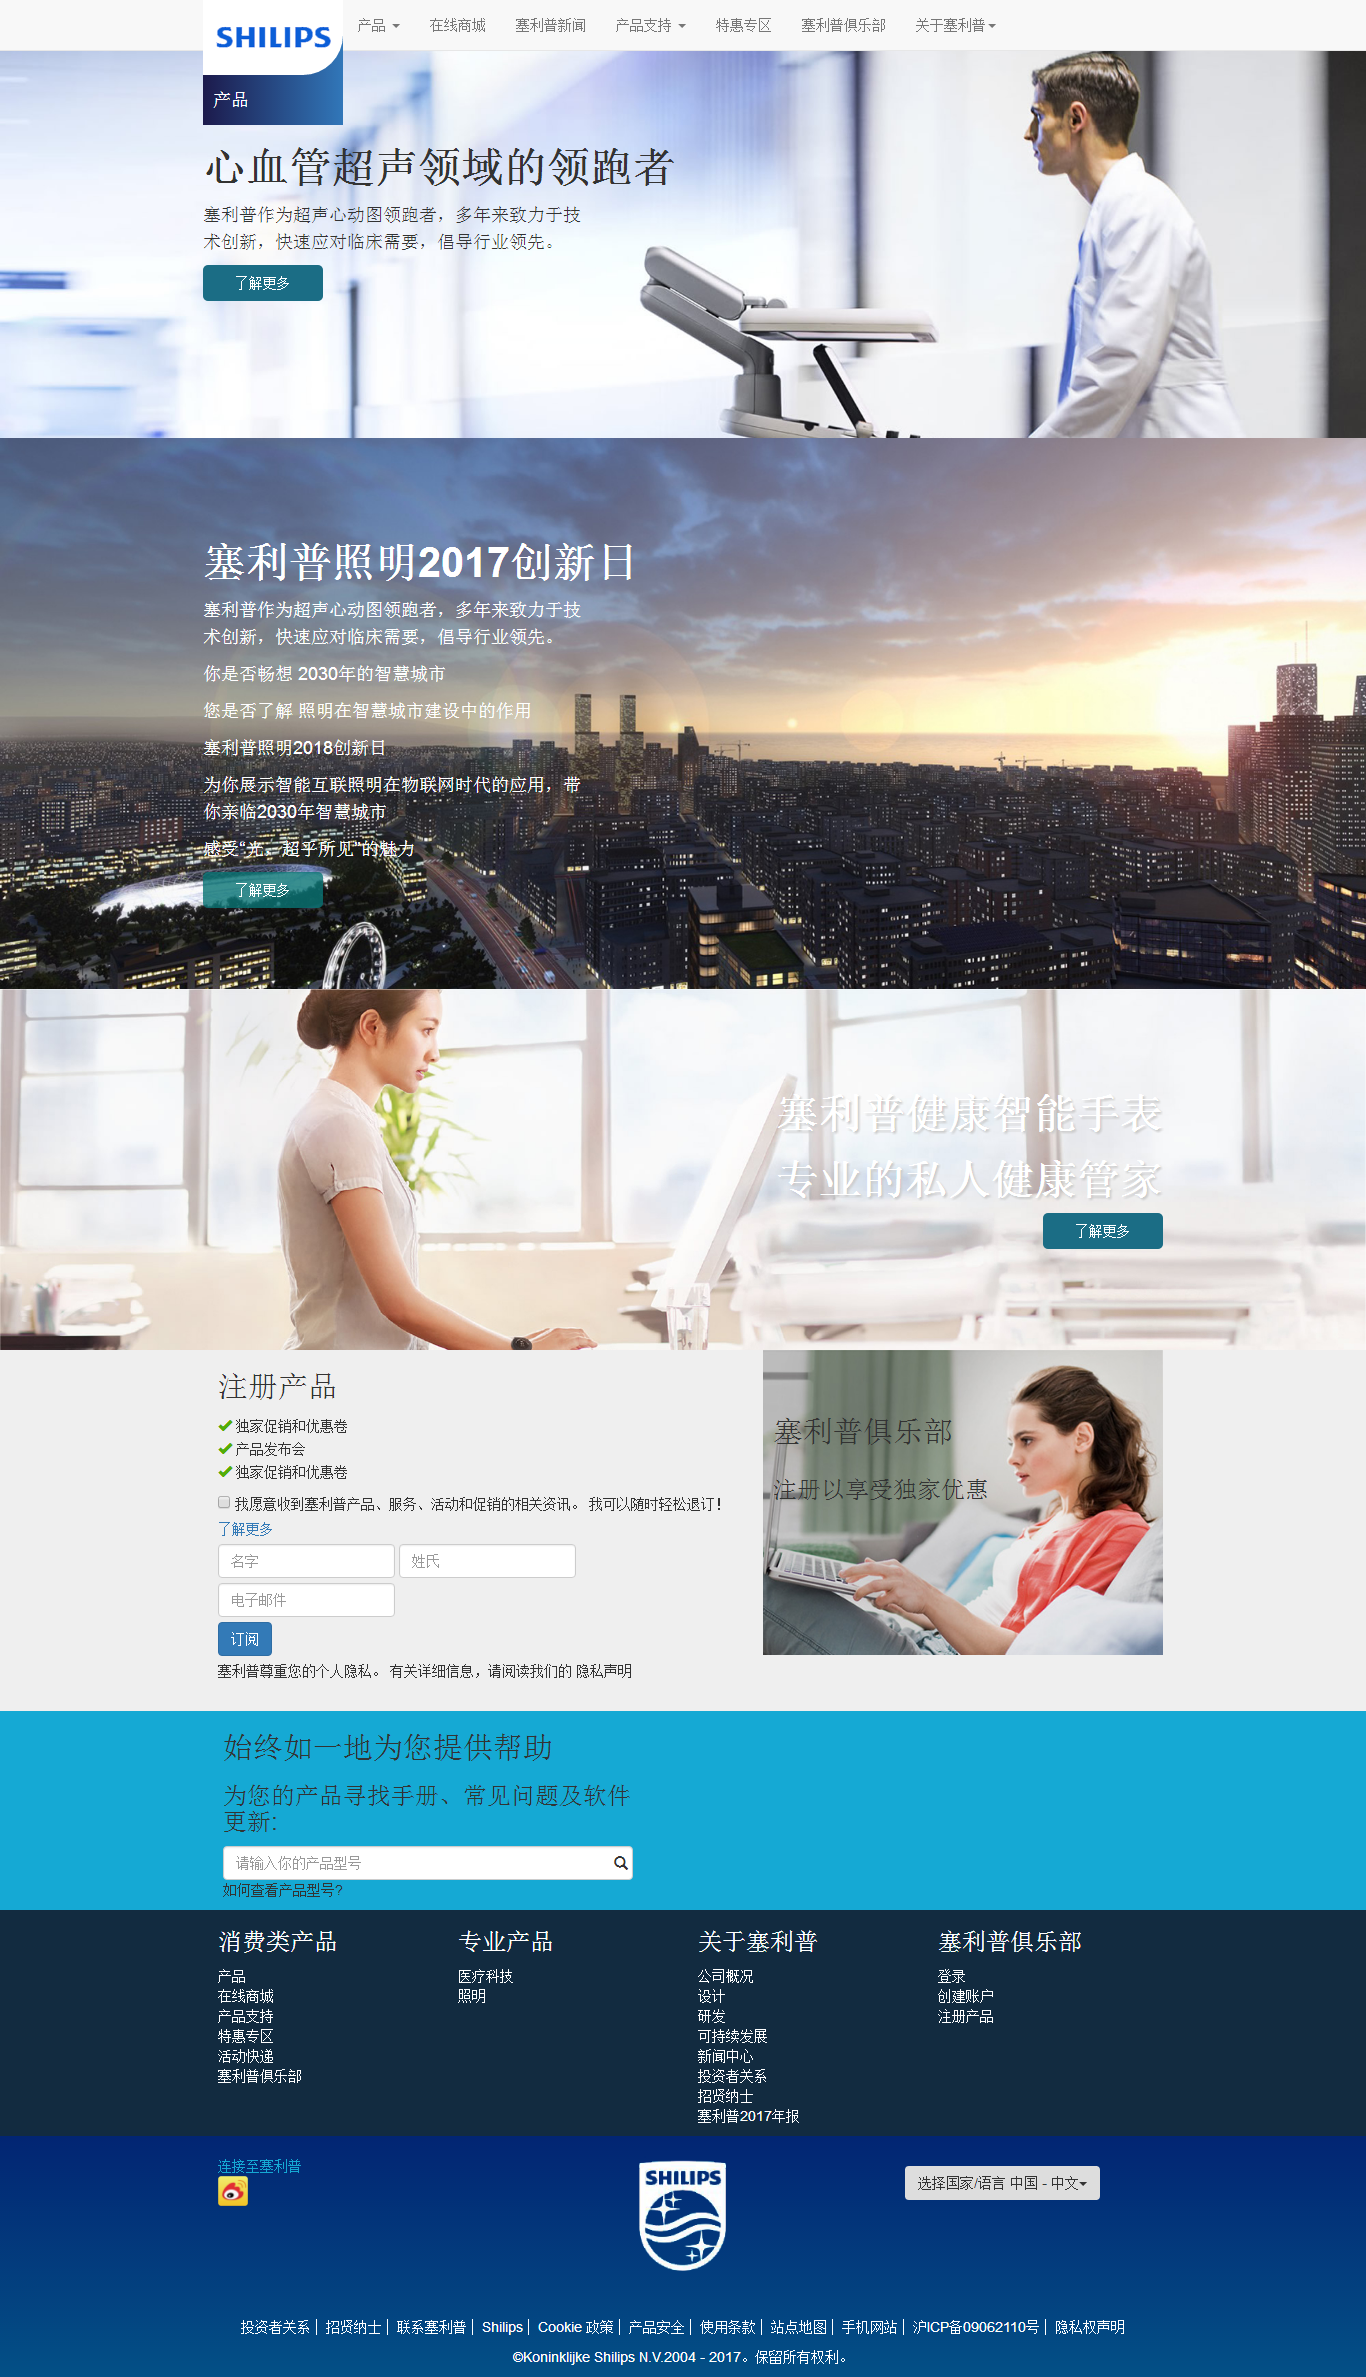 SHILIPS
产品
产品
在线商城
塞利普新闻
产品支持
特惠专区
塞利普俱乐部
关于塞利普
心血管超声领域的领跑者
塞利普作为超声心动图领跑者，多年来致力于技
术创新，快速应对临床需要，倡导行业领先。
了解更多
塞利普照明2017创新日
塞利普作为超声心动图领跑者，多年来致力于技
术创新，快速应对临床需要，倡导行业领先。
你是否畅想 2030年的智慧城市
您是否了解 照明在智慧城市建设中的作用
塞利普照明2018创新日
为你展示智能互联照明在物联网时代的应用，带
你亲临2030年智慧城市
感受“光，超乎所见”的魅力
了解更多
塞利普健康智能手表
专业的私人健康管家
了解更多
注册产品
独家促销和优惠卷
产品发布会
独家促销和优惠卷
我愿意收到塞利普产品、服务、活动和促销的相关资讯。 我可以随时轻松退订！
了解更多
名字
姓氏
电子邮件
订阅
塞利普尊重您的个人隐私。 有关详细信息，请阅读我们的 隐私声明
塞利普俱乐部
注册以享受独家优惠
始终如一地为您提供帮助
为您的产品寻找手册、常见问题及软件
更新:
请输入你的产品型号
如何查看产品型号?
消费类产品
产品
在线商城
产品支持
特惠专区
活动快递
塞利普俱乐部
专业产品
医疗科技
照明
关于塞利普
公司概况
设计
研发
可持续发展
新闻中心
投资者关系
招贤纳士
塞利普2017年报
塞利普俱乐部
登录
创建账户
注册产品
连接至塞利普
SHILIPS
选择国家/语言 中国 - 中文
投资者关系 | 招贤纳士 | 联系塞利普 | Shilips | Cookie 政策 | 产品安全 | 使用条款 | 站点地图 | 手机网站 | 沪ICP备09062110号 | 隐私权声明
©Koninklijke Shilips N.V.2004 - 2017。保留所有权利。